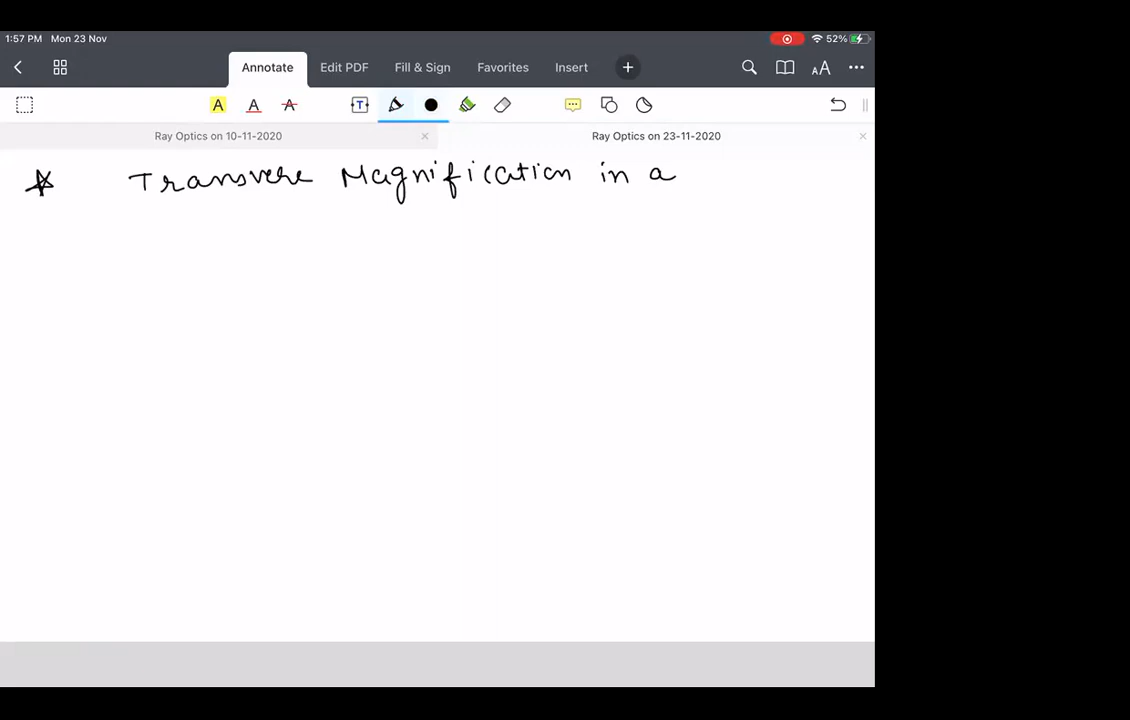 1:57 PM Mon 23 Nov 52%
Annotate Edit PDF Fill & Sign Favorites Insert
Ray Optics on 10-11-2020 Ray Optics on 23-11-2020
Transvere Magnification in a